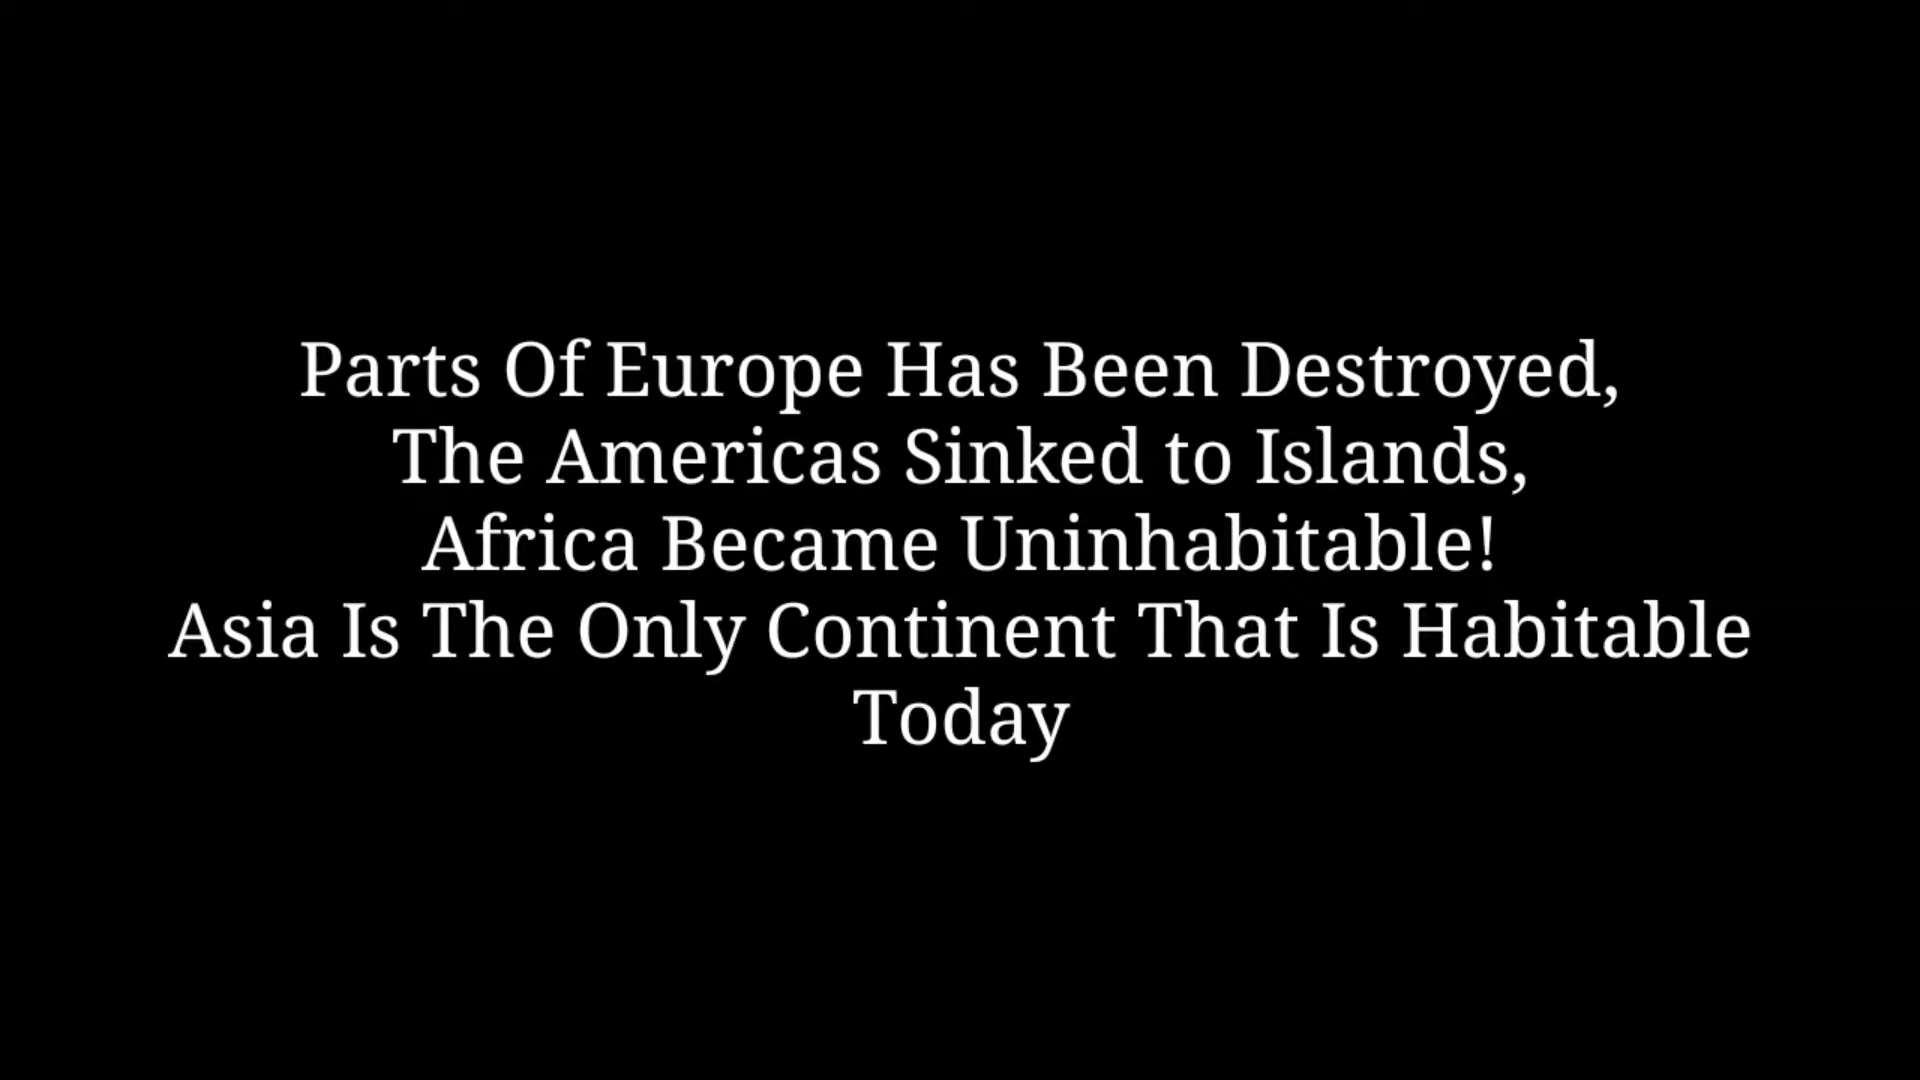 Parts Of Europe Has Been Destroyed,
The Americas Sinked to Islands,
Africa Became Uninhabitable!
Asia Is The Only Continent That Is Habitable
Today